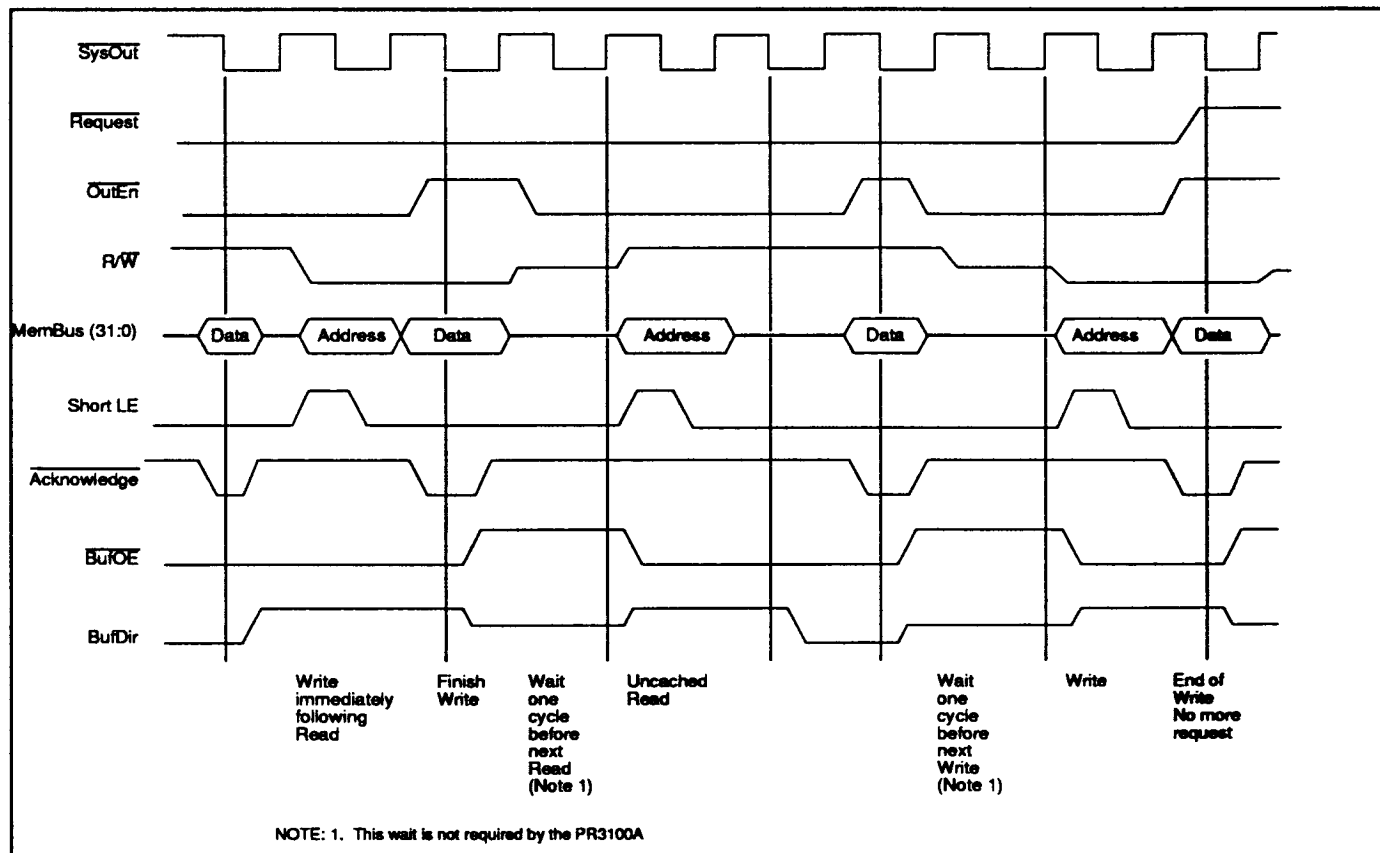 SysOut
Request
OutEn
R/W
MemBus (31:0)
Data
Address
Data
Address
Data
Address
Data
Short LE
Acknowledge
BufOE
BufDir
Write
immediately
following
Read
Finish
Write
Wait
one
cycle
before
next
Read
(Note 1)
Uncached
Read
Wait
one
cycle
before
next
Write
(Note 1)
Write
End of
Write
No more
request
NOTE: 1. This wait is not required by the PR3100A